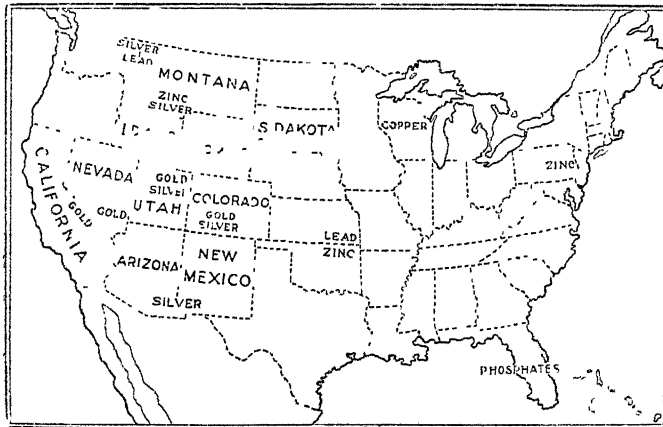 SILVER
LEAD
MONTANA
ZINC
SILVER
S DAKOTA
COPPER
ZINC
NEVADA
GOLD
SILVER
UTAH
COLORADO
GOLD
SILVER
CALIFORNIA
GOLD
GOLD
LEAD
ZINC
ARIZONA
NEW
MEXICO
SILVER
PHOSPHATES